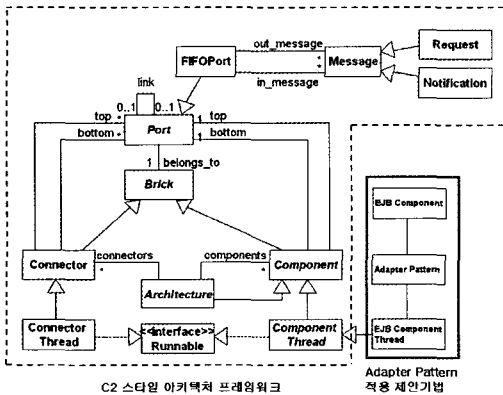 Request
out_message
FIFOPort
*
*
Message
in_message
Notification
link
0..1
0..1
top
*
Port
1
top
bottom
*
1
bottom
1
belongs_to
Brick
EJB Component
Connector
connectors
*
components
*
Component
Adapter Pattern
Architecture
Connector
Thread
<<interface>>
Runnable
Component
Thread
EJB Component
Thread
C2 스타일 아키텍처 프레임워크
Adapter Pattern
적용 제안기법